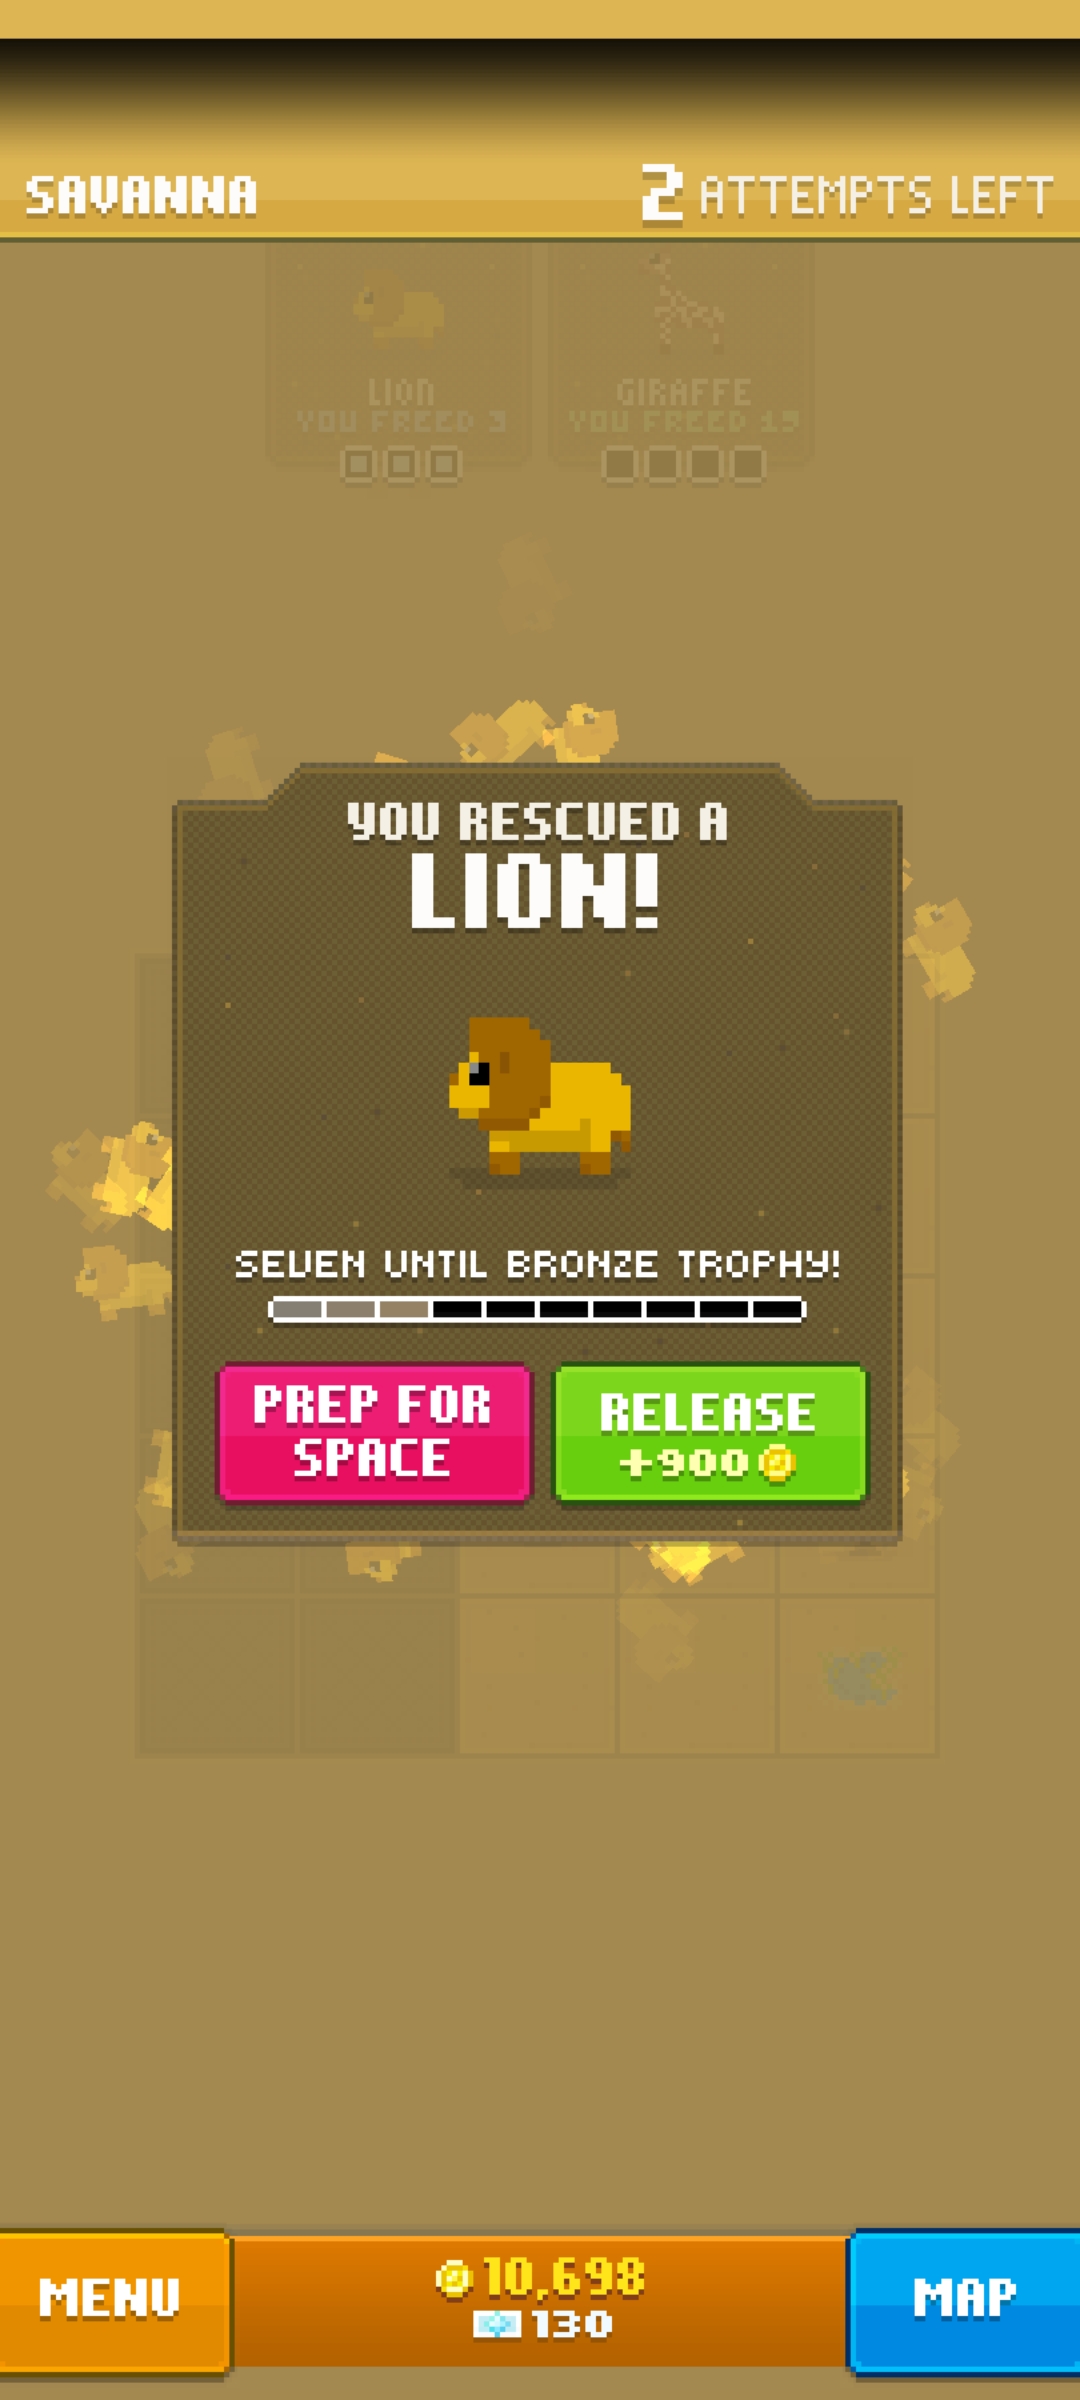 SAVANNA
2 ATTEMPTS LEFT
LION
YOU FREED 3
GIRAFFE
YOU FREED 19
YOU RESCUED A
LION!
SEVEN UNTIL BRONZE TROPHY!
PREP FOR
SPACE
RELEASE
+900
MENU
10,698
130
MAP